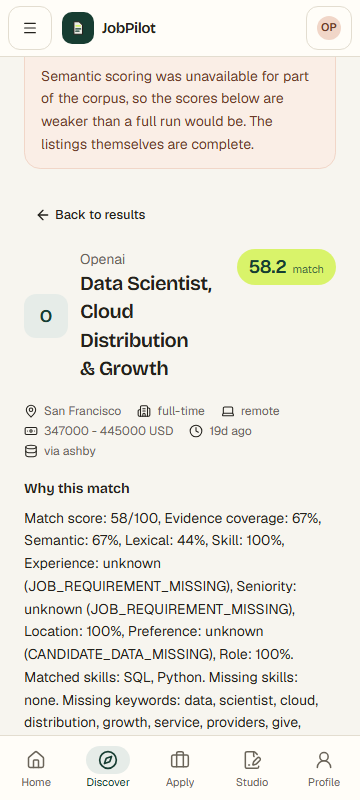 JobPilot
OP
Semantic scoring was unavailable for part
of the corpus, so the scores below are
weaker than a full run would be. The
listings themselves are complete.
Back to results
Openai
58.2 match
O
Data Scientist,
Cloud
Distribution
& Growth
San Francisco full-time remote
347000 - 445000 USD 19d ago
via ashby
Why this match
Match score: 58/100, Evidence coverage: 67%,
Semantic: 67%, Lexical: 44%, Skill: 100%,
Experience: unknown
(JOB_REQUIREMENT_MISSING), Seniority:
unknown (JOB_REQUIREMENT_MISSING),
Location: 100%, Preference: unknown
(CANDIDATE_DATA_MISSING), Role: 100%.
Matched skills: SQL, Python. Missing skills:
none. Missing keywords: data, scientist, cloud,
distribution, growth, service, providers, give,
Home Discover Apply Studio Profile